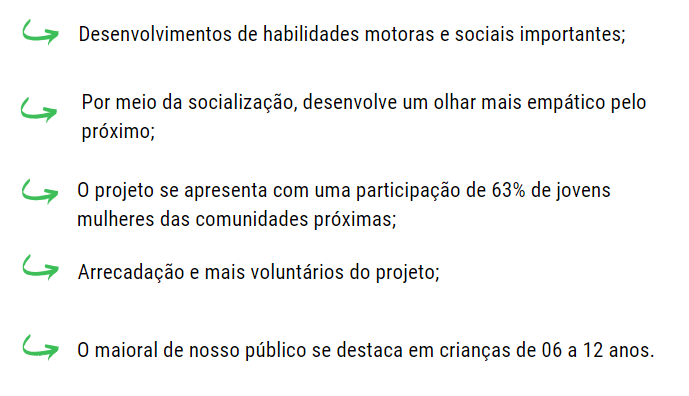 Desenvolvimentos de habilidades motoras e sociais importantes;
Por meio da socialização, desenvolve um olhar mais empático pelo
próximo;
O projeto se apresenta com uma participação de 63% de jovens
mulheres das comunidades próximas;
Arrecadação e mais voluntários do projeto;
O maioral de nosso público se destaca em crianças de 06 a 12 anos.